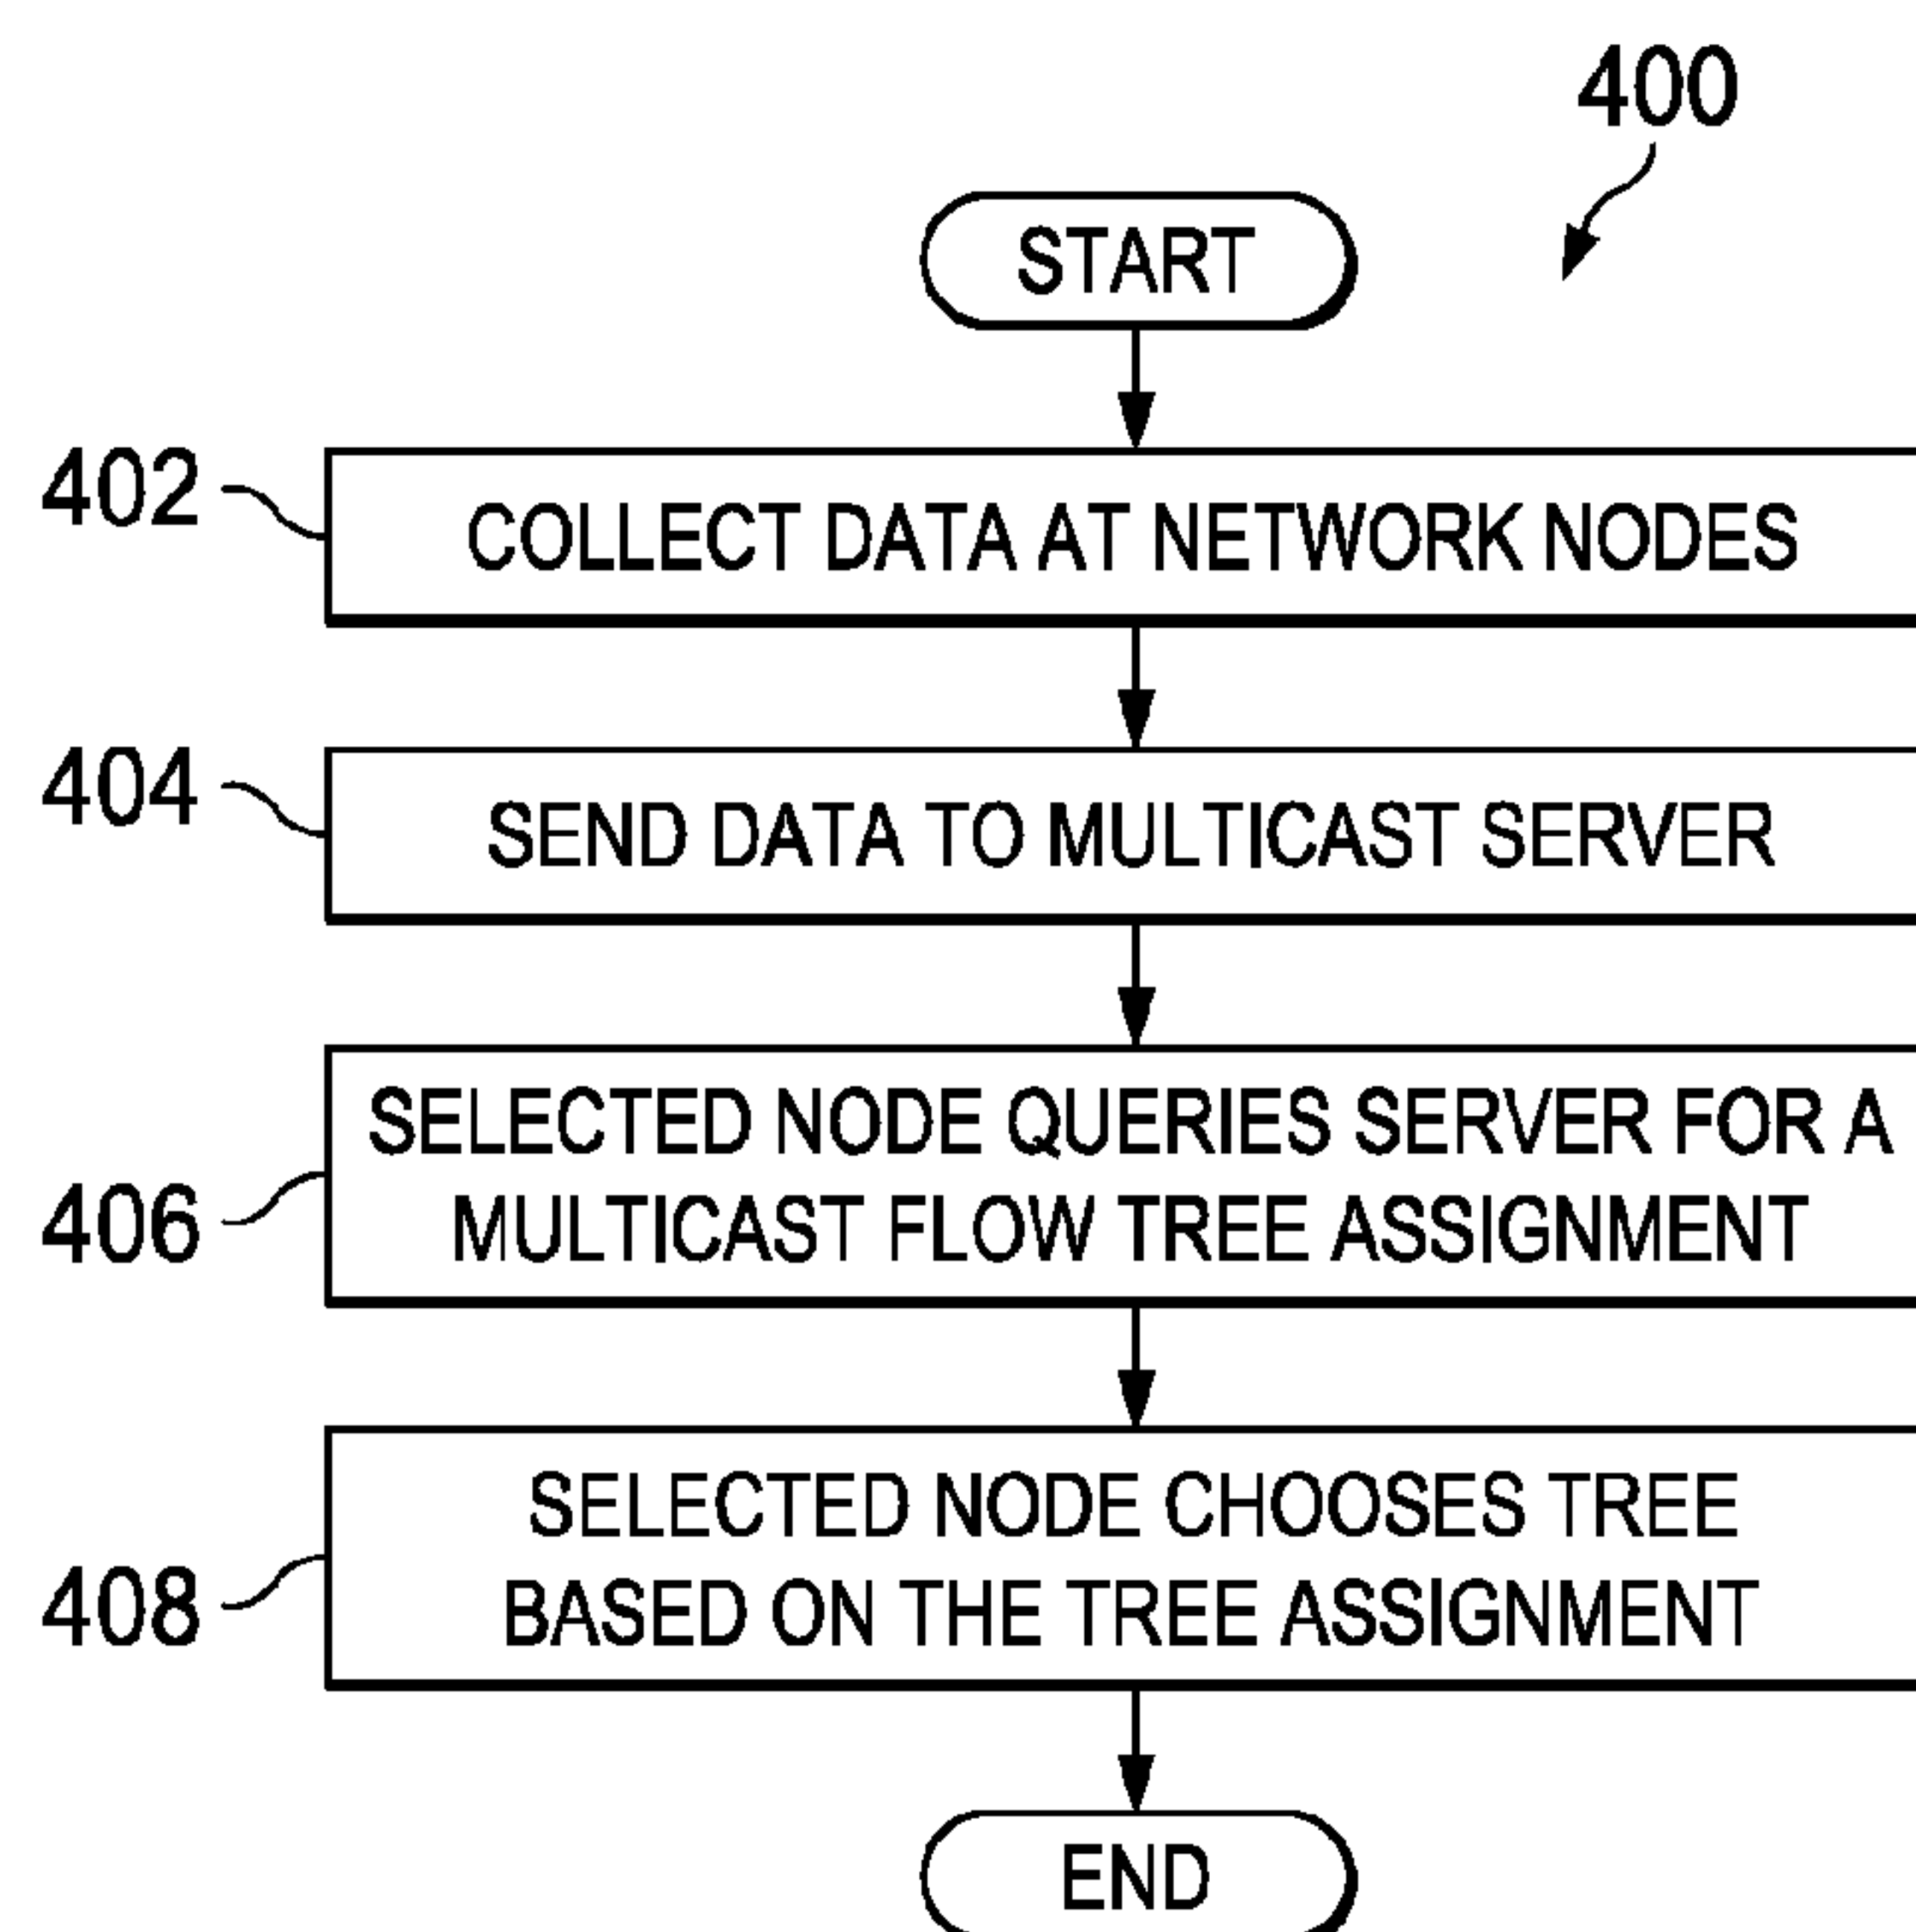 400
START
402
COLLECT DATA AT NETWORK NODES
404
SEND DATA TO MULTICAST SERVER
406
SELECTED NODE QUERIES SERVER FOR A
MULTICAST FLOW TREE ASSIGNMENT
408
SELECTED NODE CHOOSES TREE
BASED ON THE TREE ASSIGNMENT
END